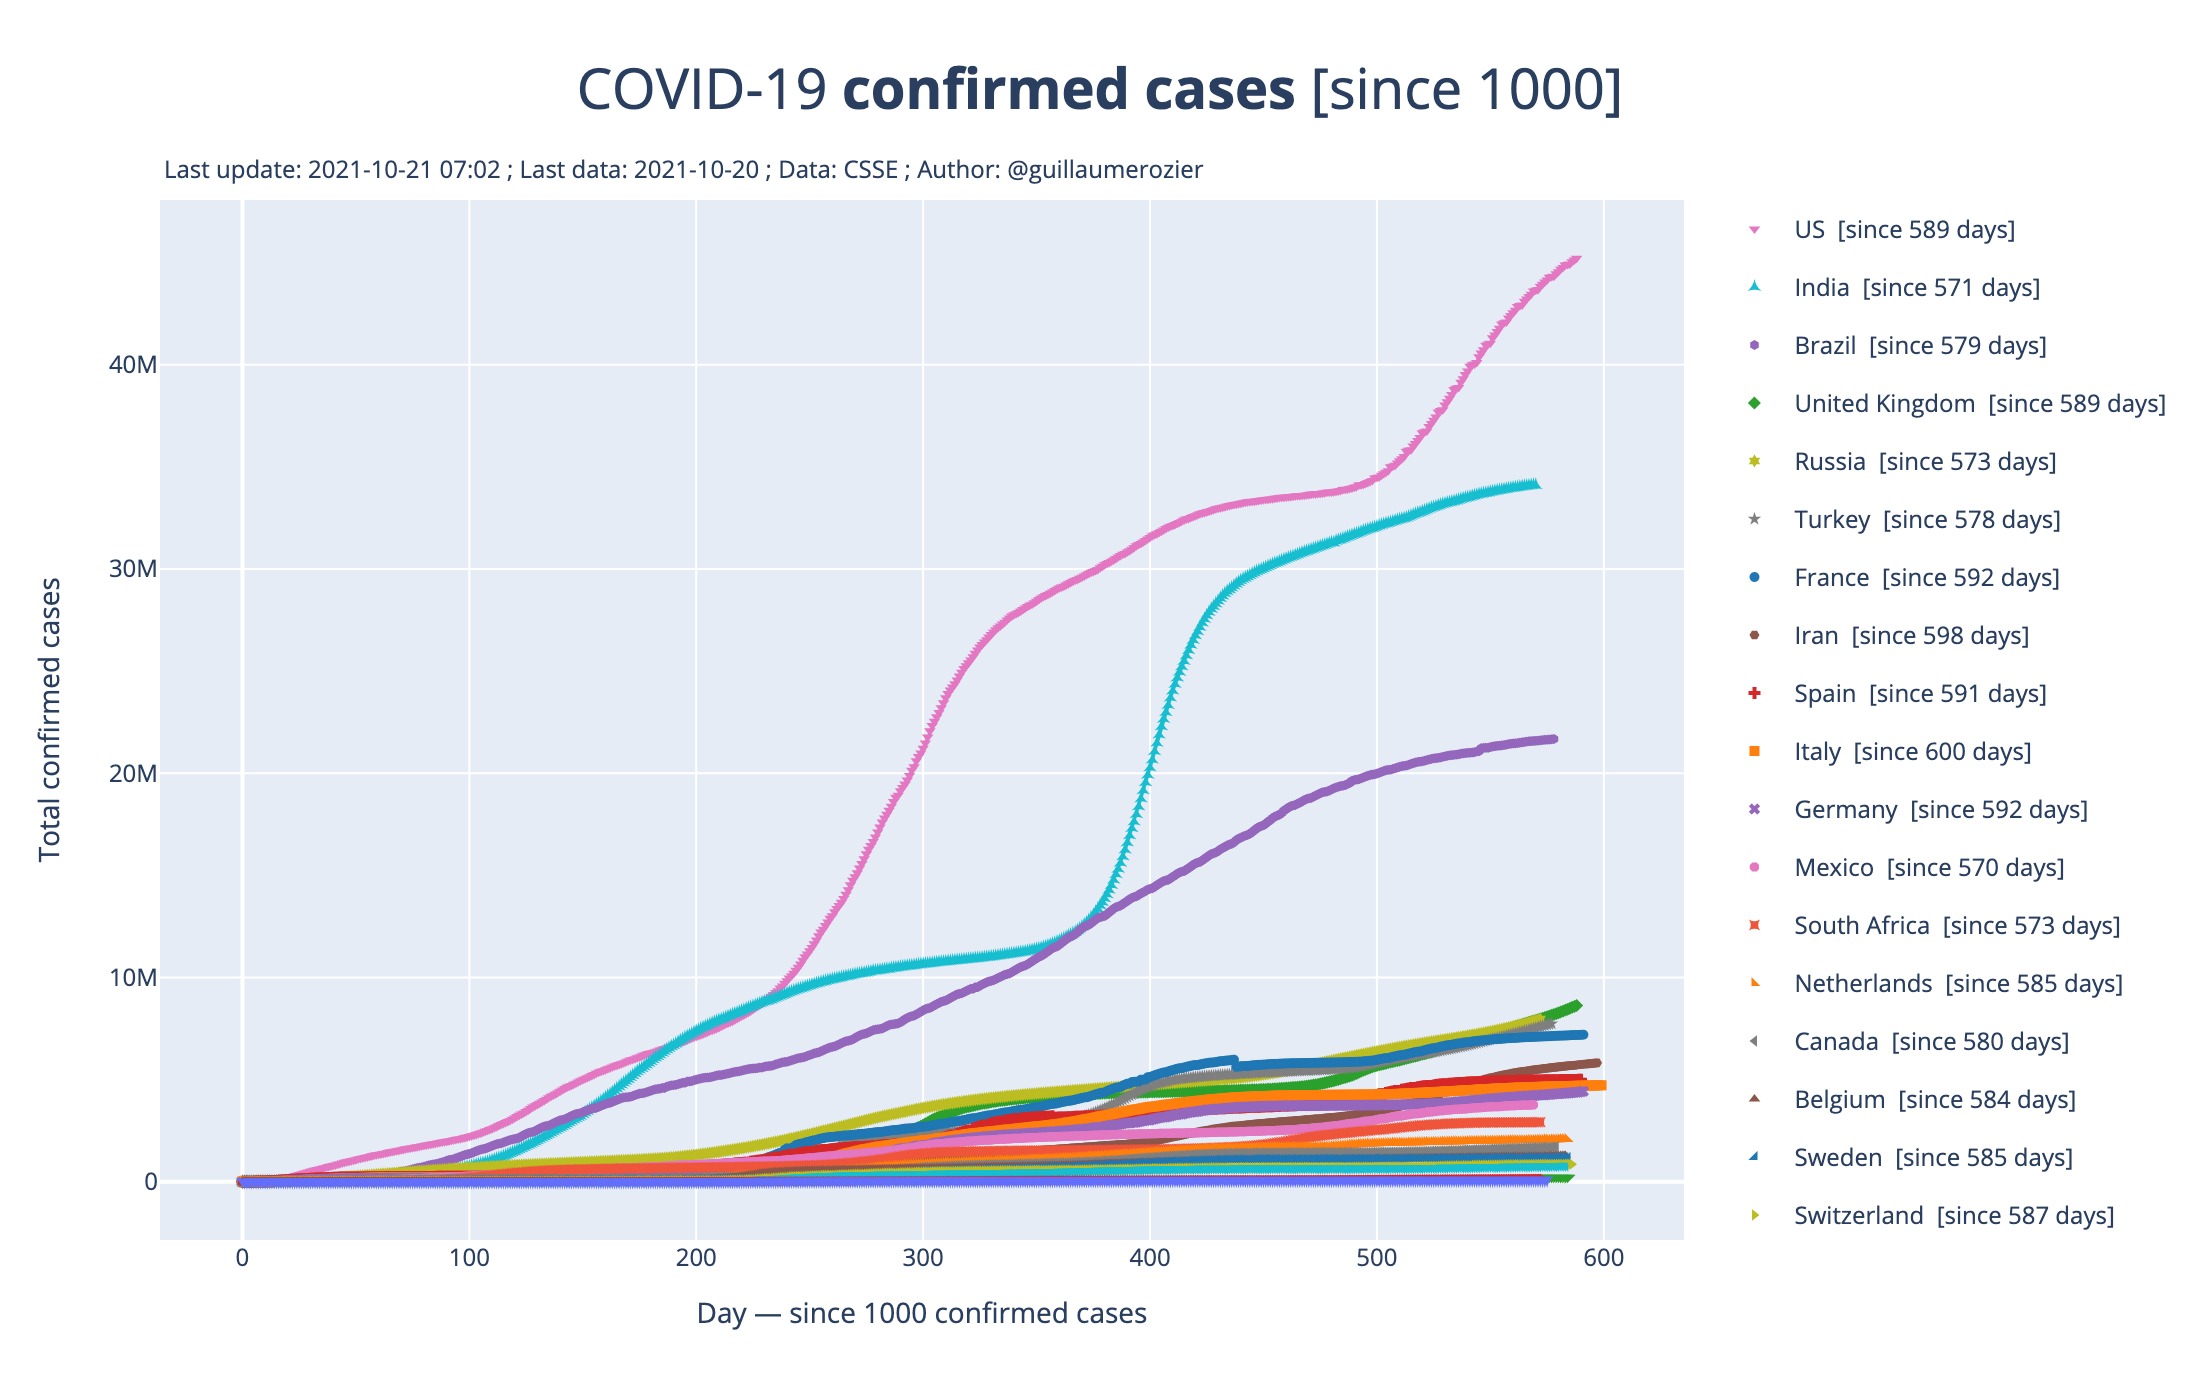 COVID-19 confirmed cases [since 1000]
Last update: 2021-10-21 07:02 ; Last data: 2021-10-20 ; Data: CSSE ; Author: @guillaumerozier
Total confirmed cases
40M
30M
20M
10M
0
0 100 200 300 400 500 600
Day — since 1000 confirmed cases
US [since 589 days]
India [since 571 days]
Brazil [since 579 days]
United Kingdom [since 589 days]
Russia [since 573 days]
Turkey [since 578 days]
France [since 592 days]
Iran [since 598 days]
Spain [since 591 days]
Italy [since 600 days]
Germany [since 592 days]
Mexico [since 570 days]
South Africa [since 573 days]
Netherlands [since 585 days]
Canada [since 580 days]
Belgium [since 584 days]
Sweden [since 585 days]
Switzerland [since 587 days]